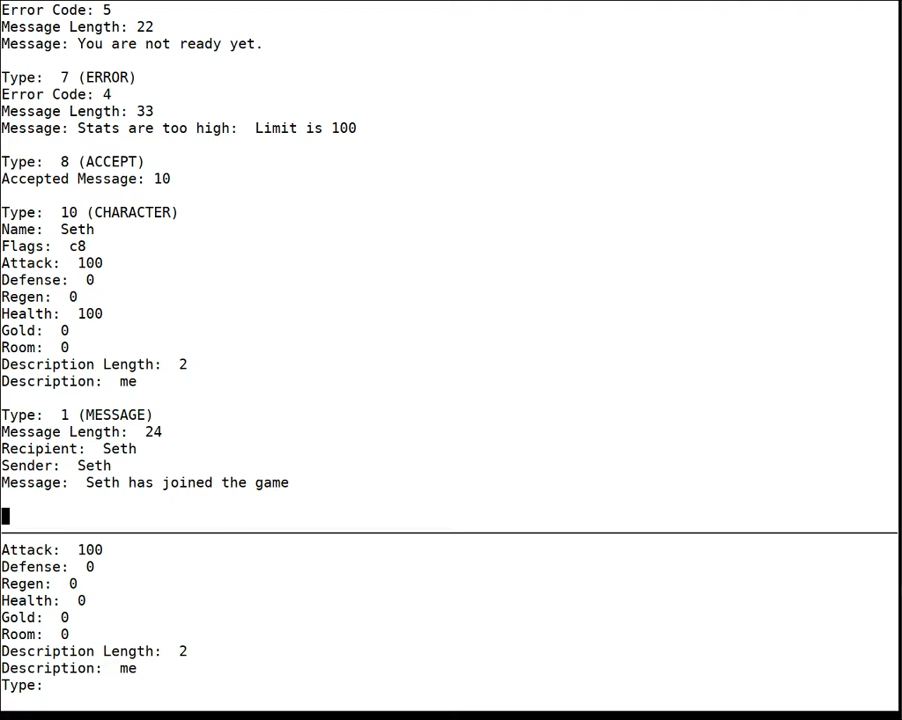 Error Code: 5
Message Length: 22
Message: You are not ready yet.
Type:  7 (ERROR)
Error Code: 4
Message Length: 33
Message: Stats are too high:  Limit is 100
Type:  8 (ACCEPT)
Accepted Message: 10
Type:  10 (CHARACTER)
Name:  Seth
Flags:  c8
Attack:  100
Defense:  0
Regen:  0
Health:  100
Gold:  0
Room:  0
Description Length:  2
Description:  me
Type:  1 (MESSAGE)
Message Length:  24
Recipient:  Seth
Sender:  Seth
Message:  Seth has joined the game
Attack:  100
Defense:  0
Regen:  0
Health:  0
Gold:  0
Room:  0
Description Length:  2
Description:  me
Type: